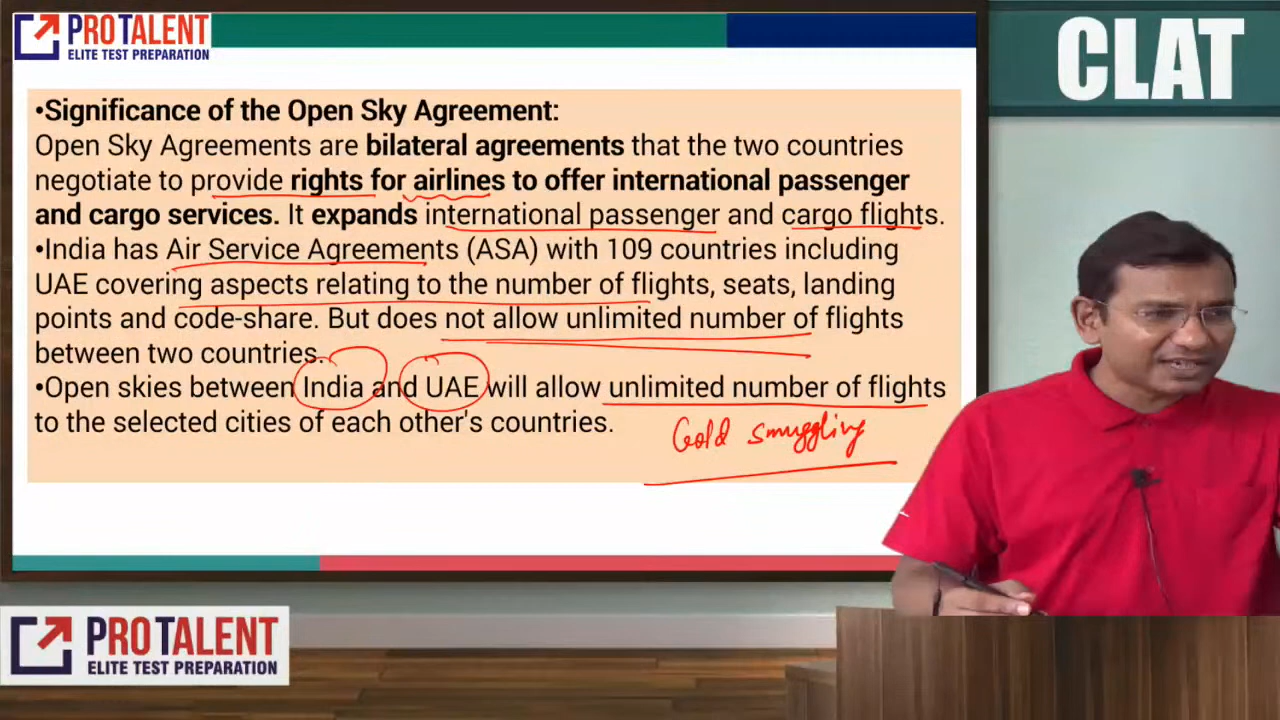 PROTALENT
ELITE TEST PREPARATION
CLAT
•Significance of the Open Sky Agreement:
Open Sky Agreements are bilateral agreements that the two countries
negotiate to provide rights for airlines to offer international passenger
and cargo services. It expands international passenger and cargo flights.
•India has Air Service Agreements (ASA) with 109 countries including
UAE covering aspects relating to the number of flights, seats, landing
points and code-share. But does not allow unlimited number of flights
between two countries.
•Open skies between India and UAE will allow unlimited number of flights
to the selected cities of each other's countries.
Gold smuggling
PROTALENT
ELITE TEST PREPARATION